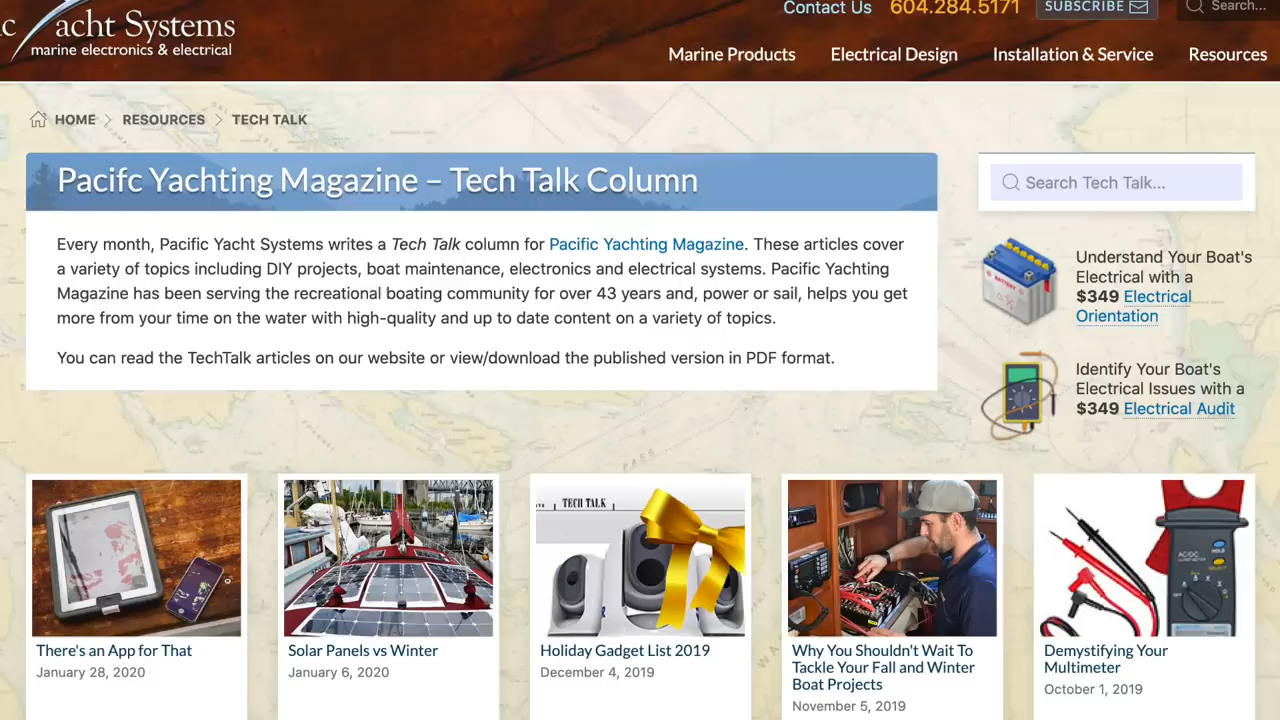 c Yacht Systems
marine electronics & electrical
Contact Us 604.284.5171 SUBSCRIBE Search...
Marine Products Electrical Design Installation & Service Resources
HOME RESOURCES TECH TALK
Pacifc Yachting Magazine – Tech Talk Column
Search Tech Talk...
Every month, Pacific Yacht Systems writes a Tech Talk column for Pacific Yachting Magazine. These articles cover
a variety of topics including DIY projects, boat maintenance, electronics and electrical systems. Pacific Yachting
Magazine has been serving the recreational boating community for over 43 years and, power or sail, helps you get
more from your time on the water with high-quality and up to date content on a variety of topics.
You can read the TechTalk articles on our website or view/download the published version in PDF format.
BATTERY
Understand Your Boat's
Electrical with a
$349 Electrical
Orientation
Identify Your Boat's
Electrical Issues with a
$349 Electrical Audit
TECH TALK
AC/DC
CLAMP METER
HOLD
There's an App for That
January 28, 2020
Solar Panels vs Winter
January 6, 2020
Holiday Gadget List 2019
December 4, 2019
Why You Shouldn't Wait To
Tackle Your Fall and Winter
Boat Projects
November 5, 2019
Demystifying Your
Multimeter
October 1, 2019